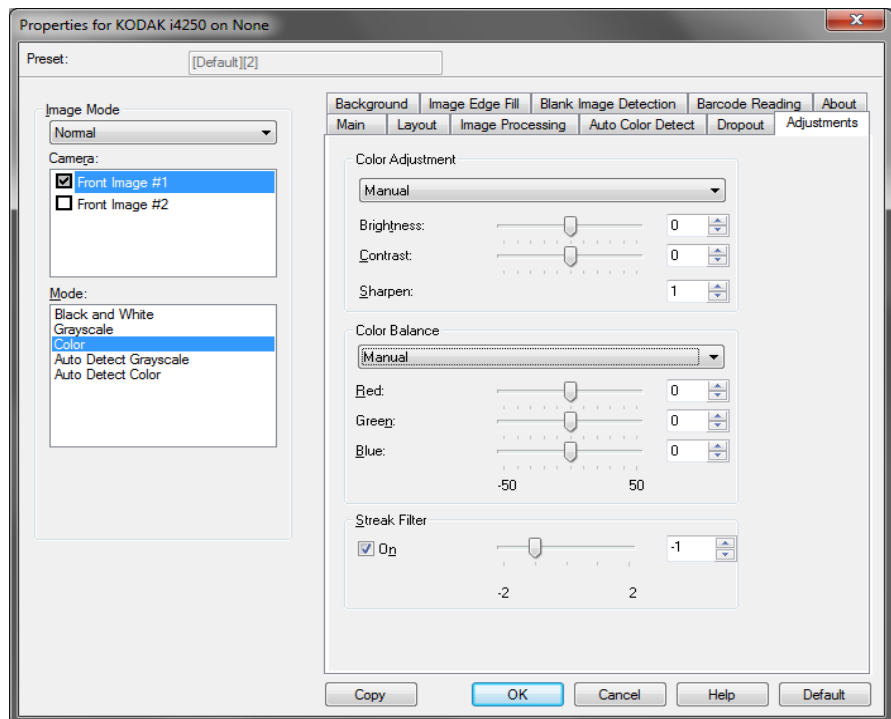 Properties for KODAK i4250 on None
Preset:
[Default][2]
Image Mode
Normal
Camera:
Front Image #1
Front Image #2
Mode:
Black and White
Grayscale
Color
Auto Detect Grayscale
Auto Detect Color
Background Image Edge Fill Blank Image Detection Barcode Reading About
Main Layout Image Processing Auto Color Detect Dropout Adjustments
Color Adjustment
Manual
Brightness: 0
Contrast: 0
Sharpen: 1
Color Balance
Manual
Red: 0
Green: 0
Blue: 0
-50 50
Streak Filter
On -1
-2 2
Copy OK Cancel Help Default